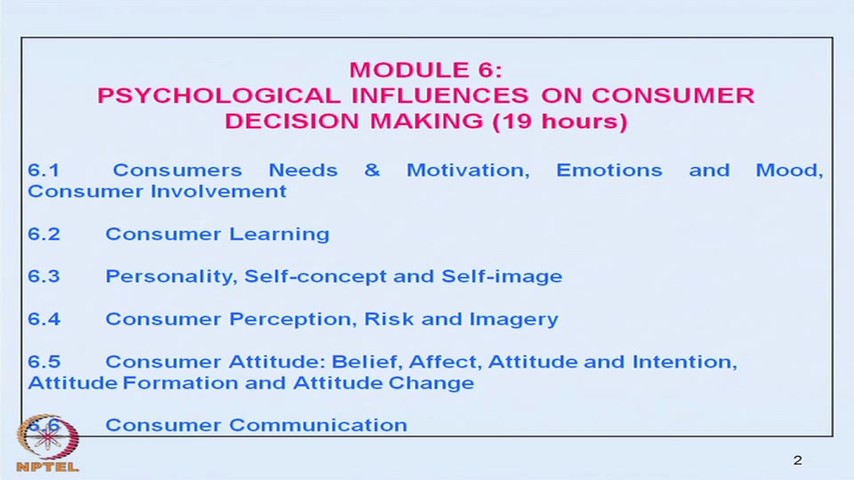 MODULE 6:
PSYCHOLOGICAL INFLUENCES ON CONSUMER
DECISION MAKING (19 hours)
6.1 Consumers Needs & Motivation, Emotions and Mood,
Consumer Involvement
6.2 Consumer Learning
6.3 Personality, Self-concept and Self-image
6.4 Consumer Perception, Risk and Imagery
6.5 Consumer Attitude: Belief, Affect, Attitude and Intention,
Attitude Formation and Attitude Change
6.6 Consumer Communication
NPTEL
2